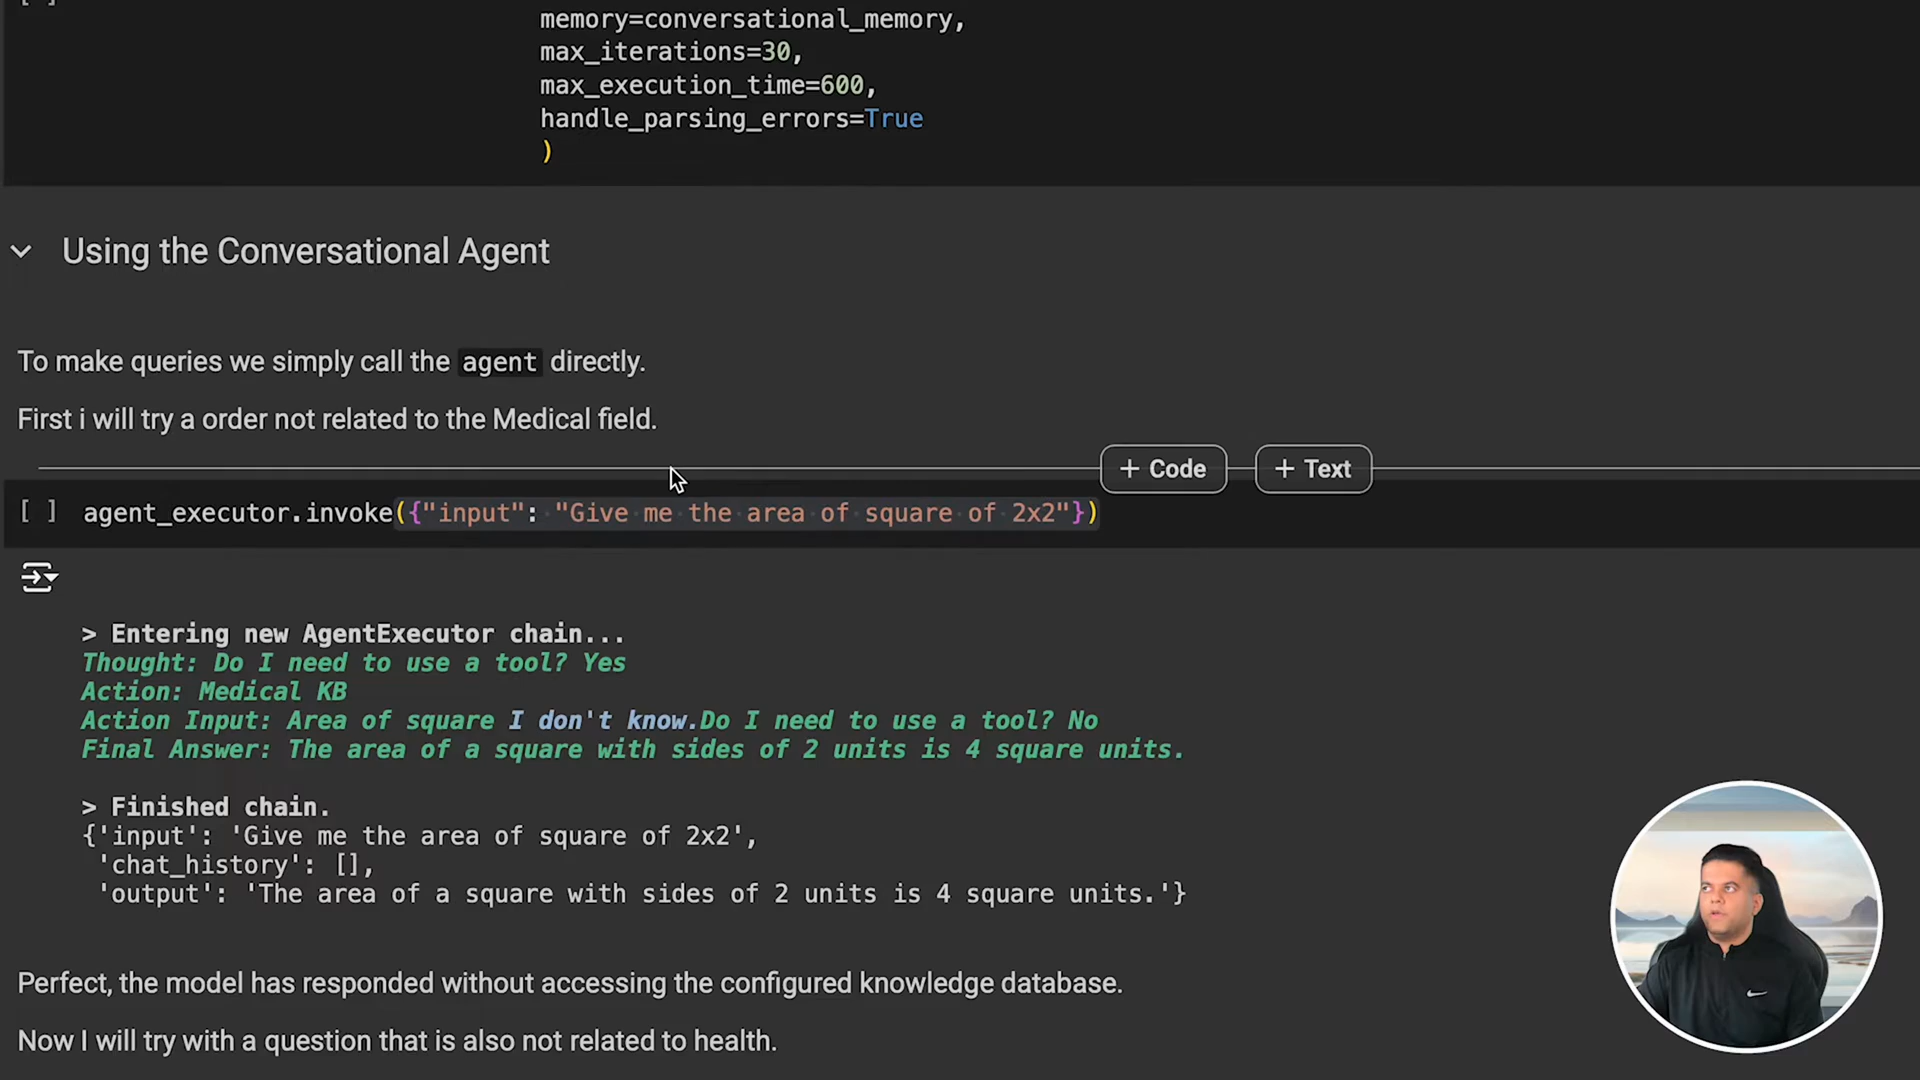 memory=conversational_memory,
max_iterations=30,
max_execution_time=600,
handle_parsing_errors=True
)
Using the Conversational Agent
To make queries we simply call the agent directly.
First i will try a order not related to the Medical field.
+ Code
+ Text
[ ] agent_executor.invoke({"input": "Give me the area of square of 2x2"})
> Entering new AgentExecutor chain...
Thought: Do I need to use a tool? Yes
Action: Medical KB
Action Input: Area of square I don't know.Do I need to use a tool? No
Final Answer: The area of a square with sides of 2 units is 4 square units.
> Finished chain.
{'input': 'Give me the area of square of 2x2',
'chat_history': [],
'output': 'The area of a square with sides of 2 units is 4 square units.'}
Perfect, the model has responded without accessing the configured knowledge database.
Now I will try with a question that is also not related to health.